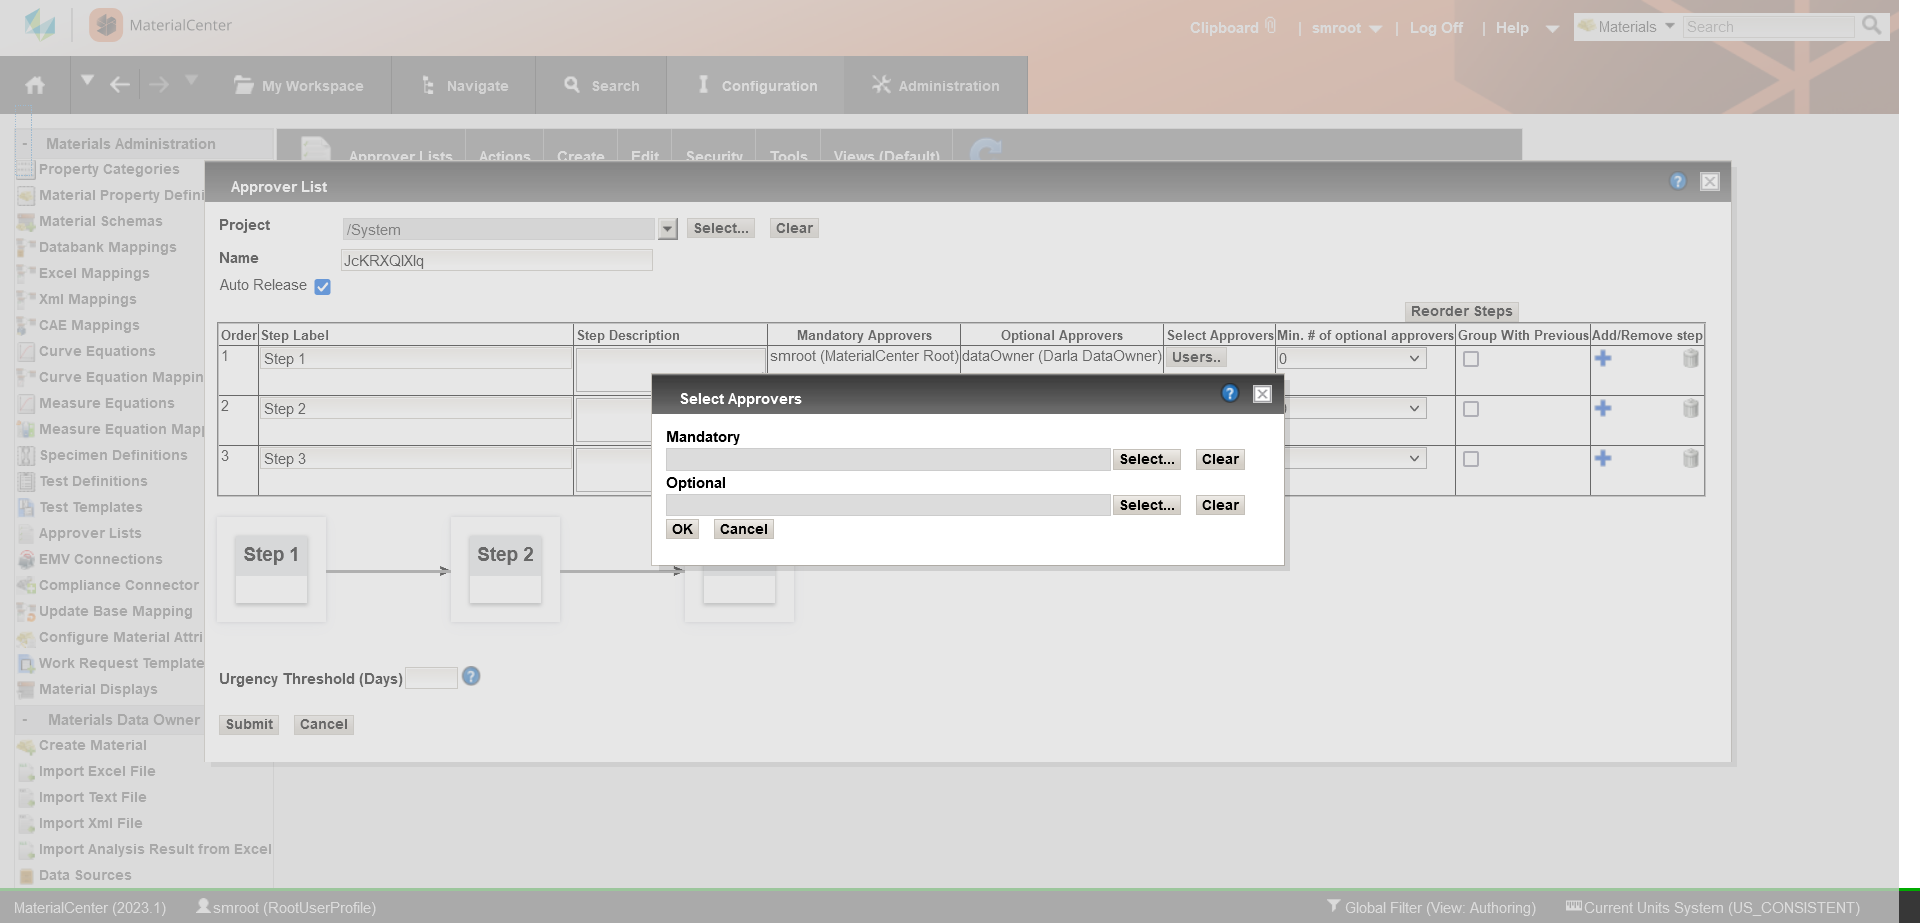 MaterialCenter
Clipboard | smroot | Log Off | Help Materials Search
My Workspace Navigate Search Configuration Administration
- Materials Administration
Approver Lists Actions Create Edit Security Tools Views (Default)
Property Categories
Material Property Defini
Material Schemas
Databank Mappings
Excel Mappings
Xml Mappings
CAE Mappings
Curve Equations
Curve Equation Mappin
Measure Equations
Measure Equation Mapp
Specimen Definitions
Test Definitions
Test Templates
Approver Lists
EMV Connections
Compliance Connector
Update Base Mapping
Configure Material Attri
Work Request Template
Material Displays
- Materials Data Owner
Create Material
Import Excel File
Import Text File
Import Xml File
Import Analysis Result from Excel
Data Sources
Approver List ?
Project /System Select... Clear
Name JcKRXQlXlq
Auto Release
Reorder Steps
Order Step Label Step Description Mandatory Approvers Optional Approvers Select Approvers Min. # of optional approvers Group With Previous Add/Remove step
1 Step 1 smroot (MaterialCenter Root) dataOwner (Darla DataOwner) Users.. 0
2 Step 2
3 Step 3
Select Approvers ?
Mandatory
Select... Clear
Optional
Select... Clear
OK Cancel
Step 1 Step 2
Urgency Threshold (Days) ?
Submit Cancel
MaterialCenter (2023.1) smroot (RootUserProfile) Global Filter (View: Authoring) Current Units System (US_CONSISTENT)